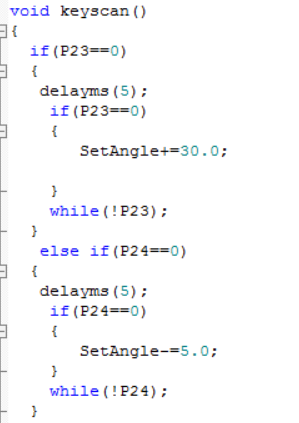 void keyscan()
{
if(P23==0)
{
delayms(5);
if(P23==0)
{
SetAngle+=30.0;
}
while(!P23);
}
else if(P24==0)
{
delayms(5);
if(P24==0)
{
SetAngle-=5.0;
}
while(!P24);
}